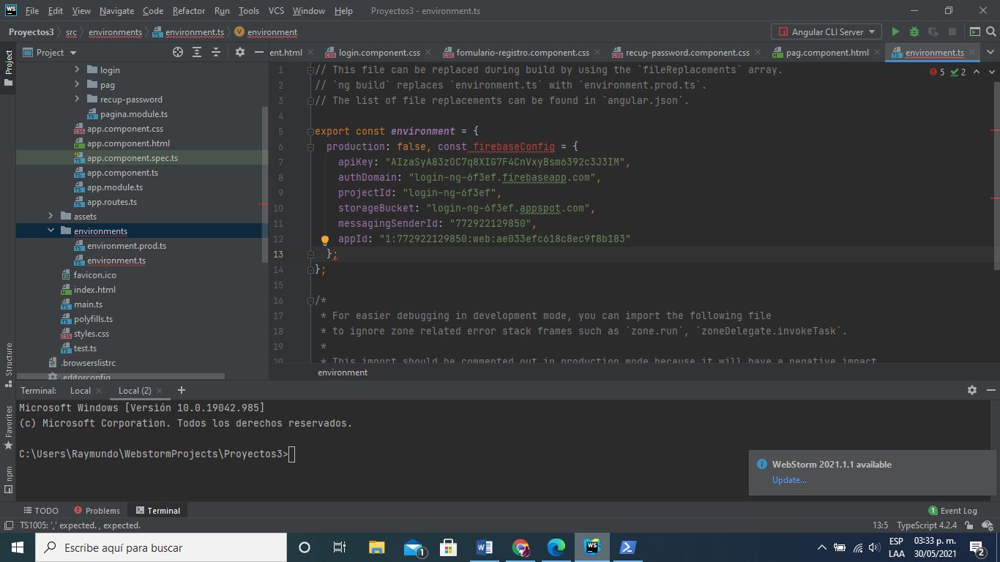 WS File Edit View Navigate Code Refactor Run Tools VCS Window Help Proyectos3 - environment.ts
Proyectos3 src environments environment.ts V environment Angular CLI Server
Project
ent.html login.component.css fomulario-registro.component.css recup-password.component.css pag.component.html environment.ts
5 2
Project
login
pag
recup-password
pagina.module.ts
app.component.css
app.component.html
app.component.spec.ts
app.component.ts
app.module.ts
app.routes.ts
assets
environments
environment.prod.ts
environment.ts
favicon.ico
index.html
main.ts
polyfills.ts
styles.css
test.ts
.browserslistrc
.editorconfig
1 // This file can be replaced during build by using the `fileReplacements` array.
2 // `ng build` replaces `environment.ts` with `environment.prod.ts`.
3 // The list of file replacements can be found in `angular.json`.
4
5 export const environment = {
6 production: false, const firebaseConfig = {
7 apiKey: "AIzaSyA83zOC7q8XIG7F4CnVxyBsm6392c3J3IM",
8 authDomain: "login-ng-6f3ef.firebaseapp.com",
9 projectId: "login-ng-6f3ef",
10 storageBucket: "login-ng-6f3ef.appspot.com",
11 messagingSenderId: "772922129850",
12 appId: "1:772922129850:web:ae033efc618c8ec9f8b183"
13 };
14 };
15
16 /*
17 * For easier debugging in development mode, you can import the following file
18 * to ignore zone related error stack frames such as `zone.run`, `zoneDelegate.invokeTask`.
19 *
20 * This import should be commented out in production mode because it will have a negative impact
environment
Structure
Favorites
npm
Terminal: Local Local (2)
Microsoft Windows [Versión 10.0.19042.985]
(c) Microsoft Corporation. Todos los derechos reservados.
C:\Users\Raymundo\WebstormProjects\Proyectos3>
WebStorm 2021.1.1 available
Update...
TODO Problems Terminal 1 Event Log
TS1005: ',' expected. , expected. 13:5 TypeScript 4.2.4
Escribe aquí para buscar
1
WS
ESP
LAA
03:33 p. m.
30/05/2021
2